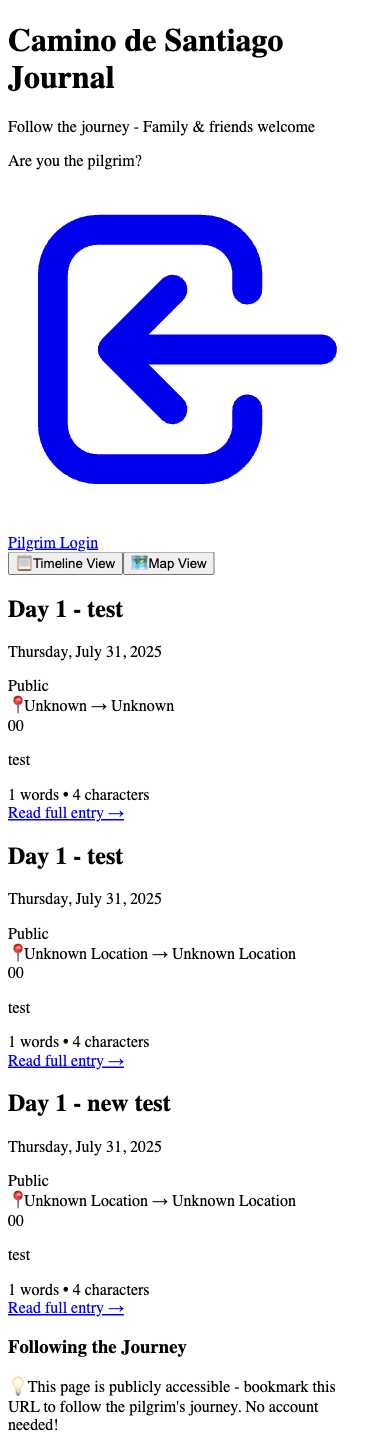 Camino de Santiago
Journal
Follow the journey - Family & friends welcome
Are you the pilgrim?
Pilgrim Login
📋Timeline View 🗺️Map View
Day 1 - test
Thursday, July 31, 2025
Public
📍Unknown → Unknown
00
test
1 words • 4 characters
Read full entry →
Day 1 - test
Thursday, July 31, 2025
Public
📍Unknown Location → Unknown Location
00
test
1 words • 4 characters
Read full entry →
Day 1 - new test
Thursday, July 31, 2025
Public
📍Unknown Location → Unknown Location
00
test
1 words • 4 characters
Read full entry →
Following the Journey
💡This page is publicly accessible - bookmark this
URL to follow the pilgrim's journey. No account
needed!